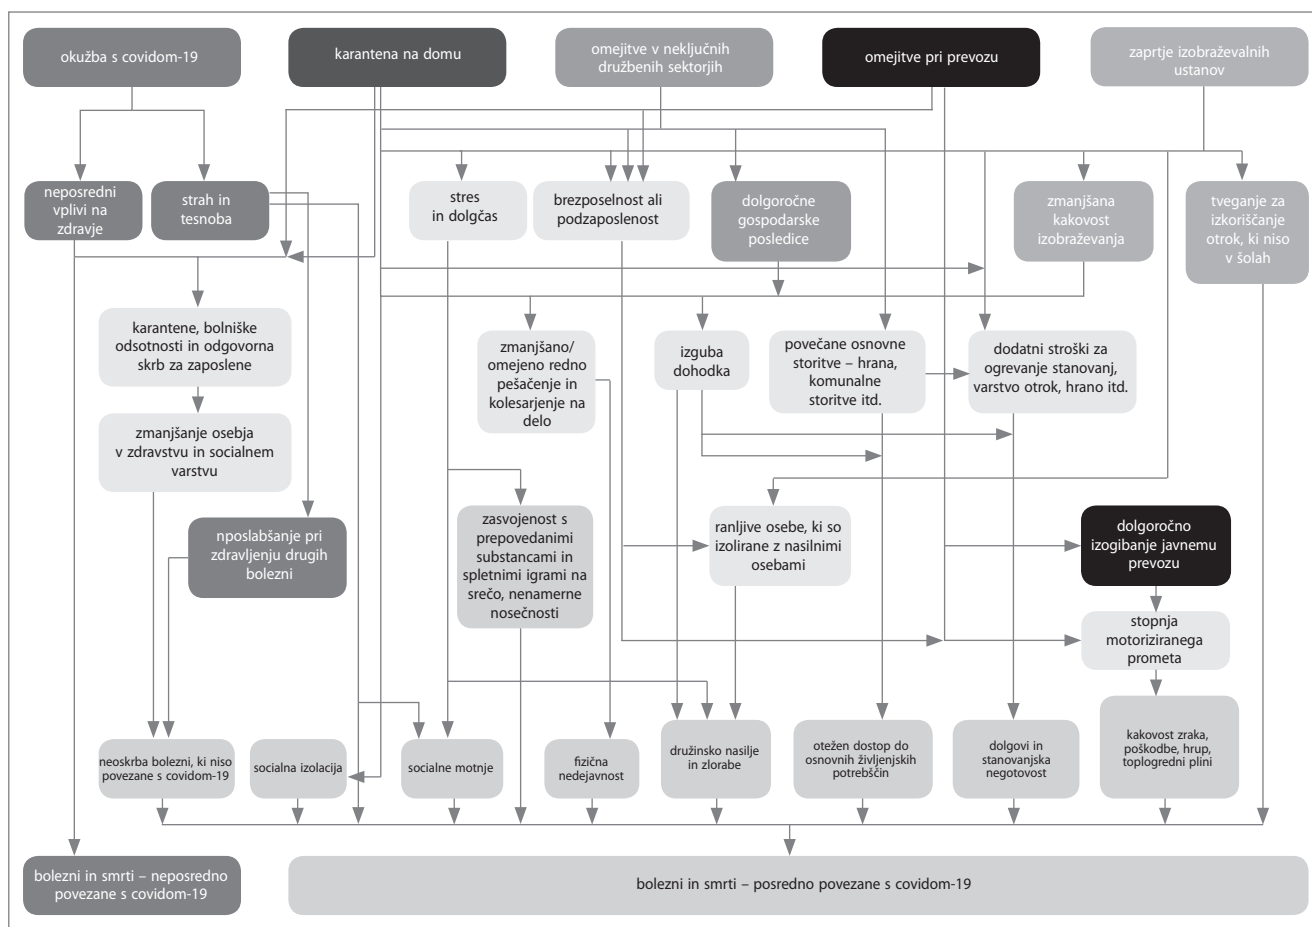 okužba s covidom-19
karantena na domu
omejitve v neključnih
družbenih sektorjih
omejitve pri prevozu
zaprtje izobraževalnih
ustanov
neposredni
vplivi na
zdravje
strah in
tesnoba
stres
in dolgčas
brezposelnost ali
podzaposlenost
dolgoročne
gospodarske
posledice
zmanjšana
kakovost
izobraževanja
tveganje za
izkoriščanje
otrok, ki niso
v šolah
karantene, bolniške
odsotnosti in odgovorna
skrb za zaposlene
zmanjšano/
omejeno redno
pešačenje in
kolesarjenje na
delo
izguba
dohodka
povečane osnovne
storitve – hrana,
komunalne
storitve itd.
dodatni stroški za
ogrevanje stanovanj,
varstvo otrok, hrano itd.
zmanjšanje osebja
v zdravstvu in socialnem
varstvu
nposlabšanje pri
zdravljenju drugih
bolezni
zasvojenost s
prepovedanimi
substancami in
spletnimi igrami na
srečo, nenamerne
nosečnosti
ranljive osebe, ki so
izolirane z nasilnimi
osebami
dolgoročno
izogibanje javnemu
prevozu
stopnja
motoriziranega
prometa
neoskrba bolezni, ki niso
povezane s covidom-19
socialna izolacija
socialne motnje
fizična
nedejavnost
družinsko nasilje
in zlorabe
otežen dostop do
osnovnih življenjskih
potrebščin
dolgovi in
stanovanjska
negotovost
kakovost zraka,
poškodbe, hrup,
toplogredni plini
bolezni in smrti – neposredno
povezane s covidom-19
bolezni in smrti – posredno povezane s covidom-19